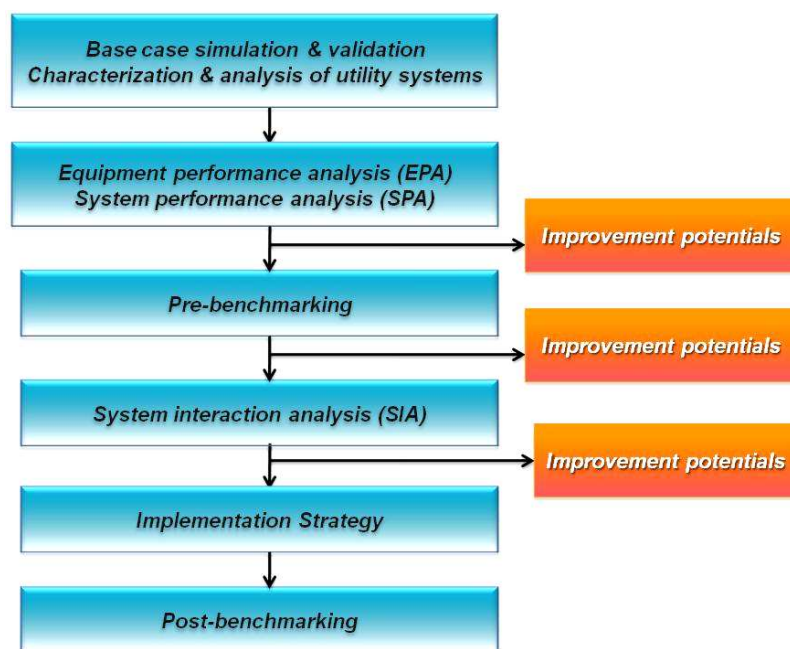 Base case simulation & validation
Characterization & analysis of utility systems
Equipment performance analysis (EPA)
System performance analysis (SPA)
Improvement potentials
Pre-benchmarking
Improvement potentials
System interaction analysis (SIA)
Improvement potentials
Implementation Strategy
Post-benchmarking